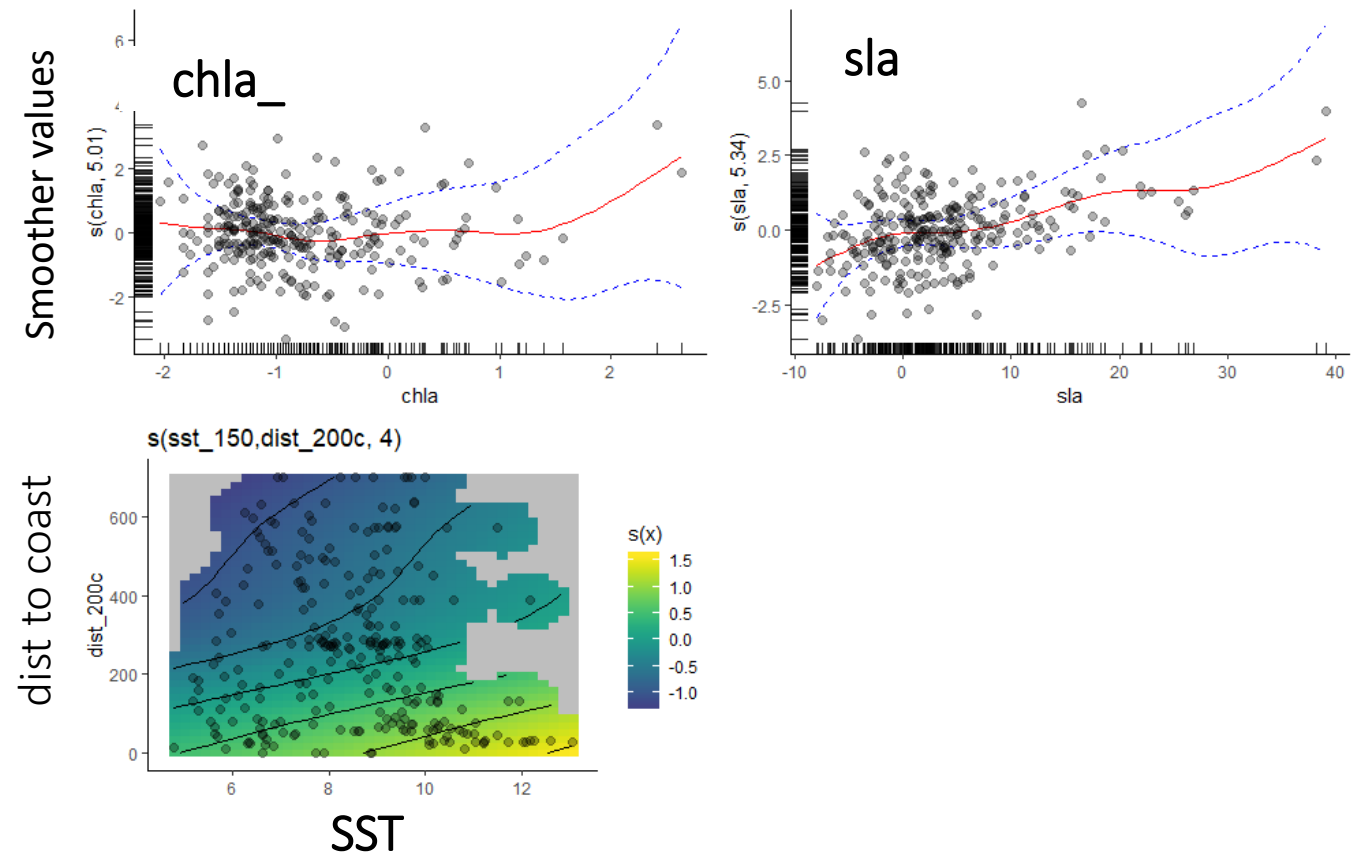 Smoother values
chla_
6
4
2
0
-2
s(chla, 5.01)
-2 -1 0 1 2
chla
sla
5.0
2.5
0.0
-2.5
s(sla, 5.34)
-10 0 10 20 30 40
sla
s(sst_150,dist_200c, 4)
dist to coast
dist_200c
600
400
200
0
6 8 10 12
SST
s(x)
1.5
1.0
0.5
0.0
-0.5
-1.0